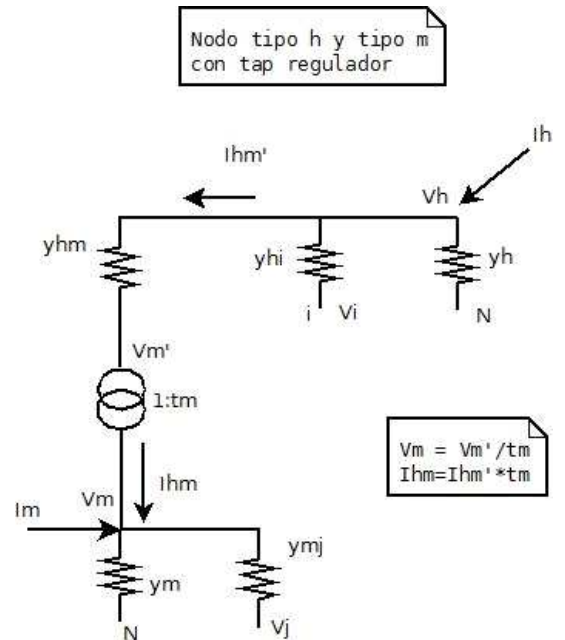 Nodo tipo h y tipo m
con tap regulador
Ih
Ihm'
Vh
yhm
yhi
yh
i
Vi
N
Vm'
1:tm
Vm = Vm'/tm
Ihm=Ihm'*tm
Ihm
Vm
Im
ymj
ym
N
Vj